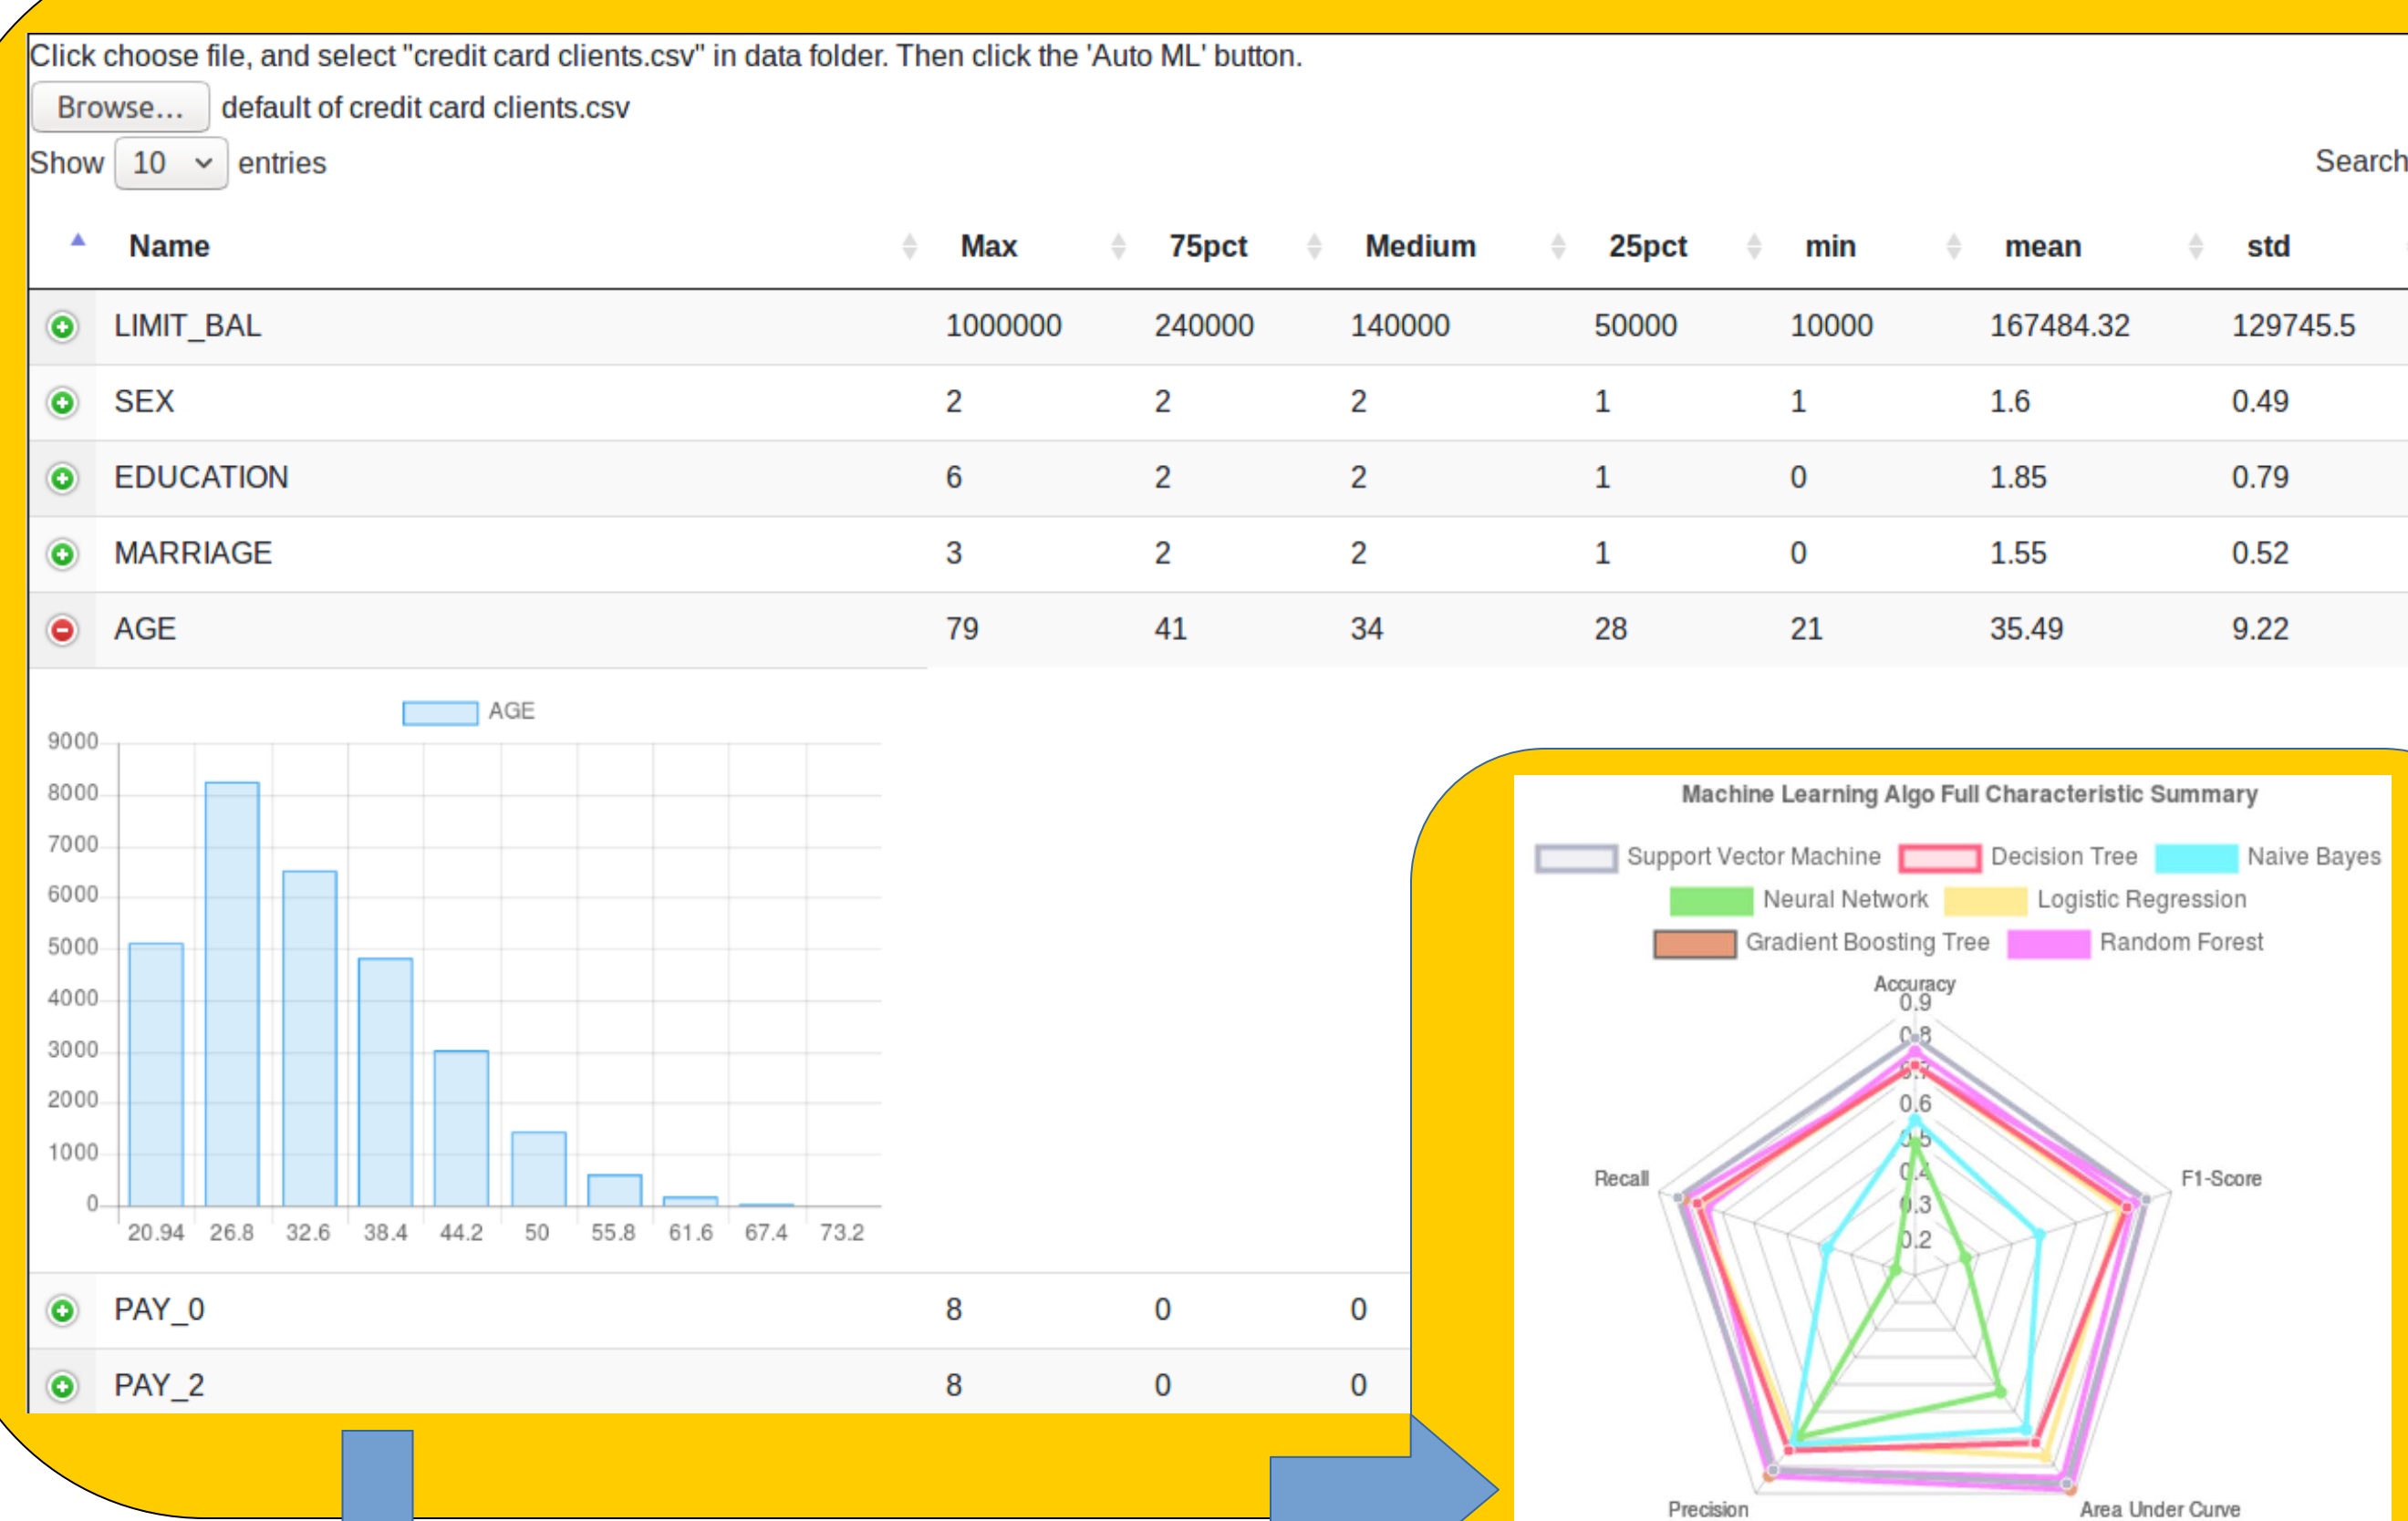 Click choose file, and select "credit card clients.csv" in data folder. Then click the 'Auto ML' button.
Browse... default of credit card clients.csv
Show 10 entries
Search
Name Max 75pct Medium 25pct min mean std
LIMIT_BAL 1000000 240000 140000 50000 10000 167484.32 129745.5
SEX 2 2 2 1 1 1.6 0.49
EDUCATION 6 2 2 1 0 1.85 0.79
MARRIAGE 3 2 2 1 0 1.55 0.52
AGE 79 41 34 28 21 35.49 9.22
AGE
9000
8000
7000
6000
5000
4000
3000
2000
1000
0
20.94 26.8 32.6 38.4 44.2 50 55.8 61.6 67.4 73.2
PAY_0 8 0 0
PAY_2 8 0 0
Machine Learning Algo Full Characteristic Summary
Support Vector Machine Decision Tree Naive Bayes
Neural Network Logistic Regression
Gradient Boosting Tree Random Forest
Accuracy
0.9
0.8
0.7
0.6
0.5
0.4
0.3
0.2
Recall F1-Score
Precision Area Under Curve